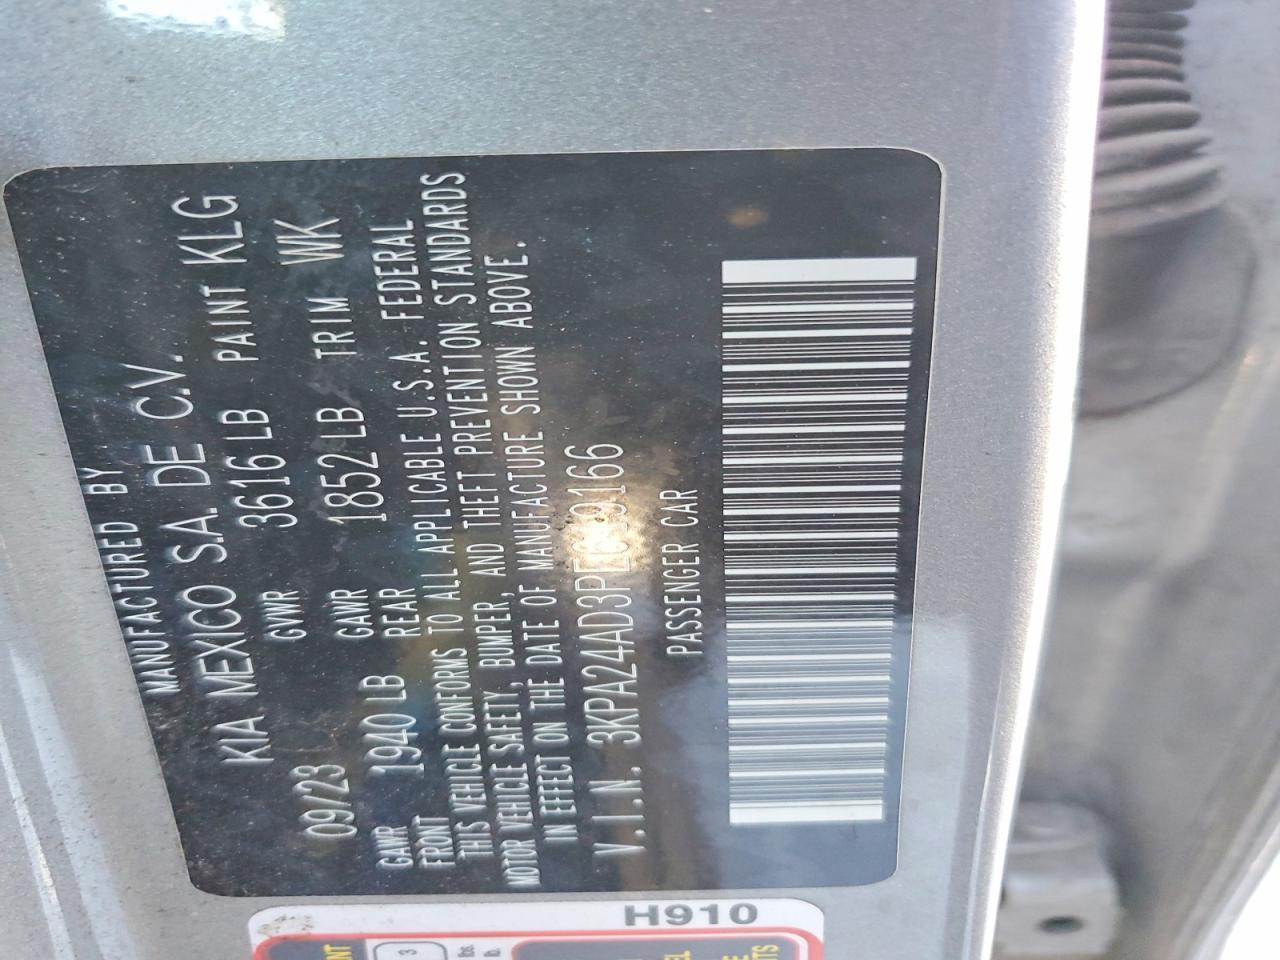 MANUFACTURED BY
KIA MEXICO S.A. DE C.V.
09/23 GVWR 3616 LB PAINT KLG
GAWR FRONT 1940 LB GAWR REAR 1852 LB TRIM WK
THIS VEHICLE CONFORMS TO ALL APPLICABLE U.S.A. FEDERAL
MOTOR VEHICLE SAFETY, BUMPER, AND THEFT PREVENTION STANDARDS
IN EFFECT ON THE DATE OF MANUFACTURE SHOWN ABOVE.
V.I.N.
PASSENGER CAR
H910